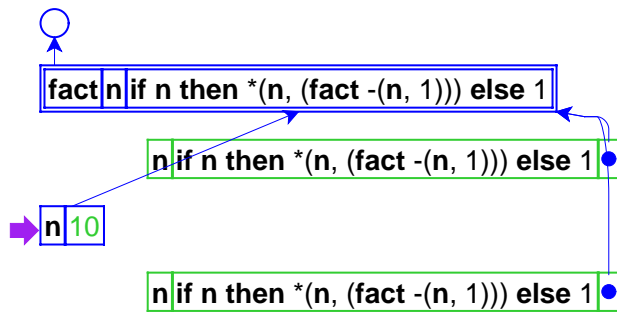 fact n if n then *(n, (fact -(n, 1))) else 1
n if n then *(n, (fact -(n, 1))) else 1
n 10
n if n then *(n, (fact -(n, 1))) else 1